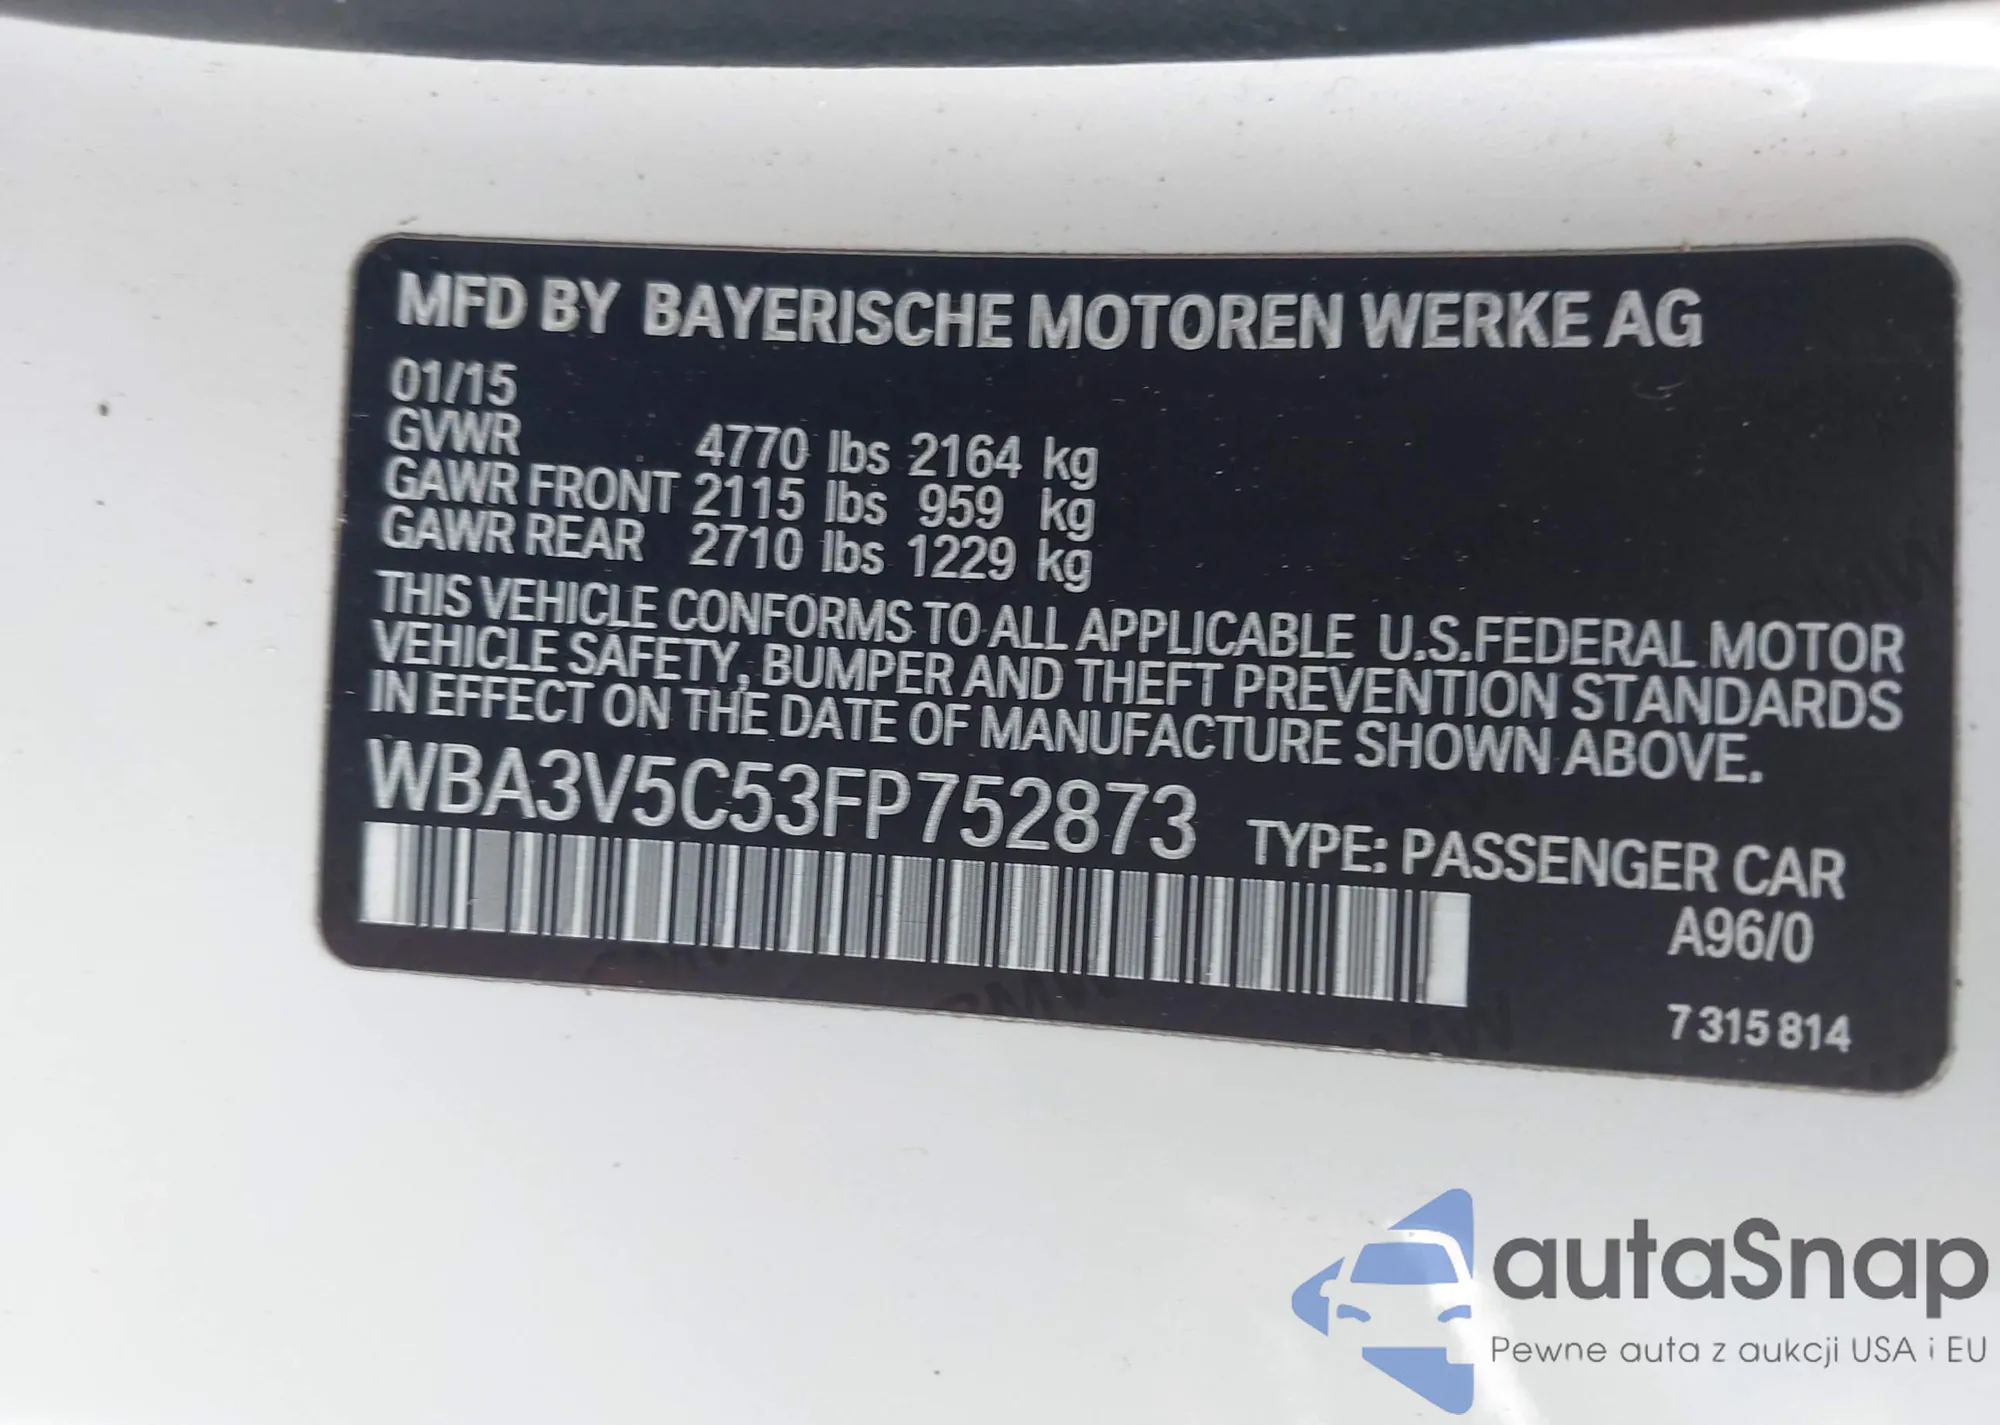 MFD BY BAYERISCHE MOTOREN WERKE AG
01/15
GVWR 4770 lbs 2164 kg
GAWR FRONT 2115 lbs 959 kg
GAWR REAR 2710 lbs 1229 kg
THIS VEHICLE CONFORMS TO ALL APPLICABLE U.S.FEDERAL MOTOR
VEHICLE SAFETY, BUMPER AND THEFT PREVENTION STANDARDS
IN EFFECT ON THE DATE OF MANUFACTURE SHOWN ABOVE.
WBA3V5C53FP752873
TYPE: PASSENGER CAR
A96/0
7 315 814
autaSnap
Pewne auta z aukcji USA i EU